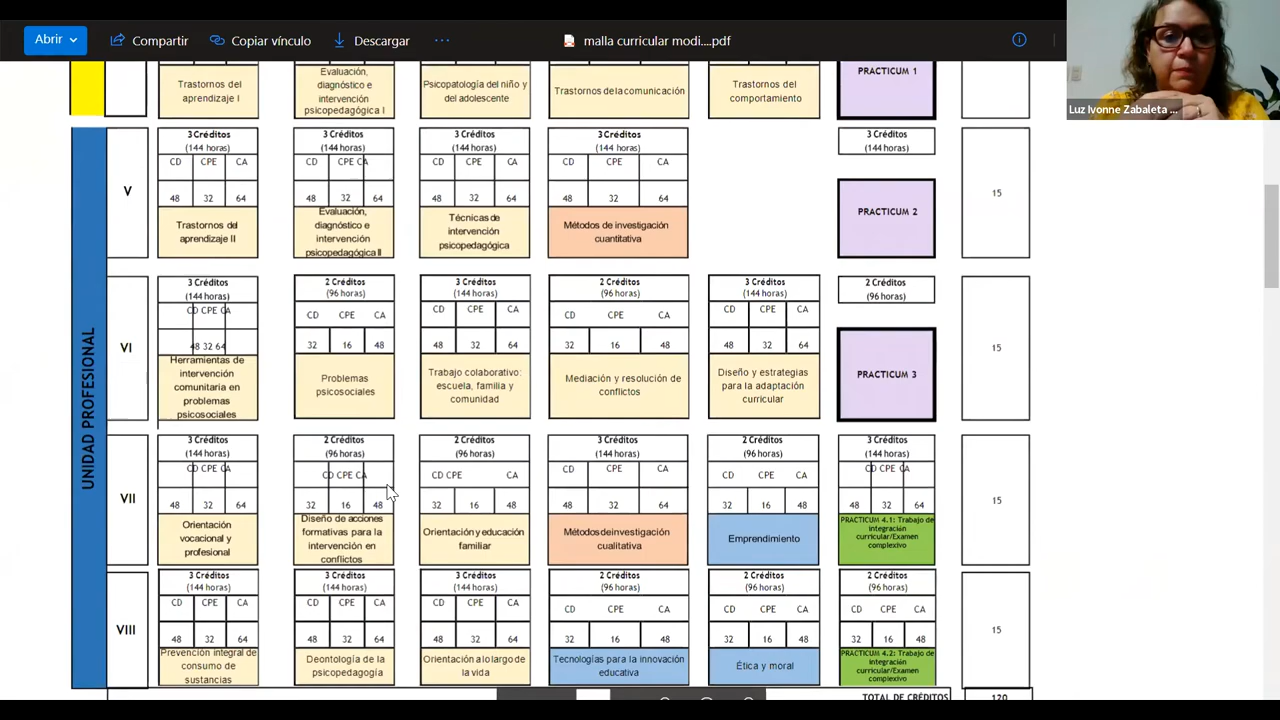 Abrir
Compartir
Copiar vínculo
Descargar
...
malla curricular modi....pdf
Luz Ivonne Zabaleta ...
Trastornos del
aprendizaje I
Evaluación,
diagnóstico e
intervención
psicopedagógica I
Psicopatología del niño y
del adolescente
Trastornos de la comunicación
Trastornos del
comportamiento
PRACTICUM 1
UNIDAD PROFESIONAL
V
3 Créditos
(144 horas)
CD CPE CA
48 32 64
Trastornos del
aprendizaje II
3 Créditos
(144 horas)
CD CPE CA
48 32 64
Evaluación,
diagnóstico e
intervención
psicopedagógica II
3 Créditos
(144 horas)
CD CPE CA
48 32 64
Técnicas de
intervención
psicopedagógica
3 Créditos
(144 horas)
CD CPE CA
48 32 64
Métodos de investigación
cuantitativa
3 Créditos
(144 horas)
PRACTICUM 2
15
VI
3 Créditos
(144 horas)
CD CPE CA
48 32 64
Herramientas de
intervención
comunitaria en
problemas
psicosociales
2 Créditos
(96 horas)
CD CPE CA
32 16 48
Problemas
psicosociales
3 Créditos
(144 horas)
CD CPE CA
48 32 64
Trabajo colaborativo:
escuela, familia y
comunidad
2 Créditos
(96 horas)
CD CPE CA
32 16 64
Mediación y resolución de
conflictos
3 Créditos
(144 horas)
CD CPE CA
48 32 64
Diseño y estrategias
para la adaptación
curricular
2 Créditos
(96 horas)
PRACTICUM 3
15
VII
3 Créditos
(144 horas)
CD CPE CA
48 32 64
Orientación
vocacional y
profesional
2 Créditos
(96 horas)
CD CPE CA
32 16 48
Diseño de acciones
formativas para la
intervención en
conflictos
2 Créditos
(96 horas)
CD CPE CA
32 16 48
Orientación y educación
familiar
3 Créditos
(144 horas)
CD CPE CA
48 32 64
Métodos de investigación
cualitativa
2 Créditos
(96 horas)
CD CPE CA
32 16 48
Emprendimiento
3 Créditos
(144 horas)
CD CPE CA
48 32 64
PRACTICUM 4.1: Trabajo de
integración
curricular/Examen
complexivo
15
VIII
3 Créditos
(144 horas)
CD CPE CA
48 32 64
Prevención integral de
consumo de
sustancias
3 Créditos
(144 horas)
CD CPE CA
48 32 64
Deontología de la
psicopedagogía
3 Créditos
(144 horas)
CD CPE CA
48 32 64
Orientación a lo largo de
la vida
2 Créditos
(96 horas)
CD CPE CA
32 16 48
Tecnologías para la innovación
educativa
2 Créditos
(96 horas)
CD CPE CA
32 16 48
Ética y moral
2 Créditos
(96 horas)
CD CPE CA
32 16 48
PRACTICUM 4.2: Trabajo de
integración
curricular/Examen
complexivo
15
TOTAL DE CRÉDITOS
120